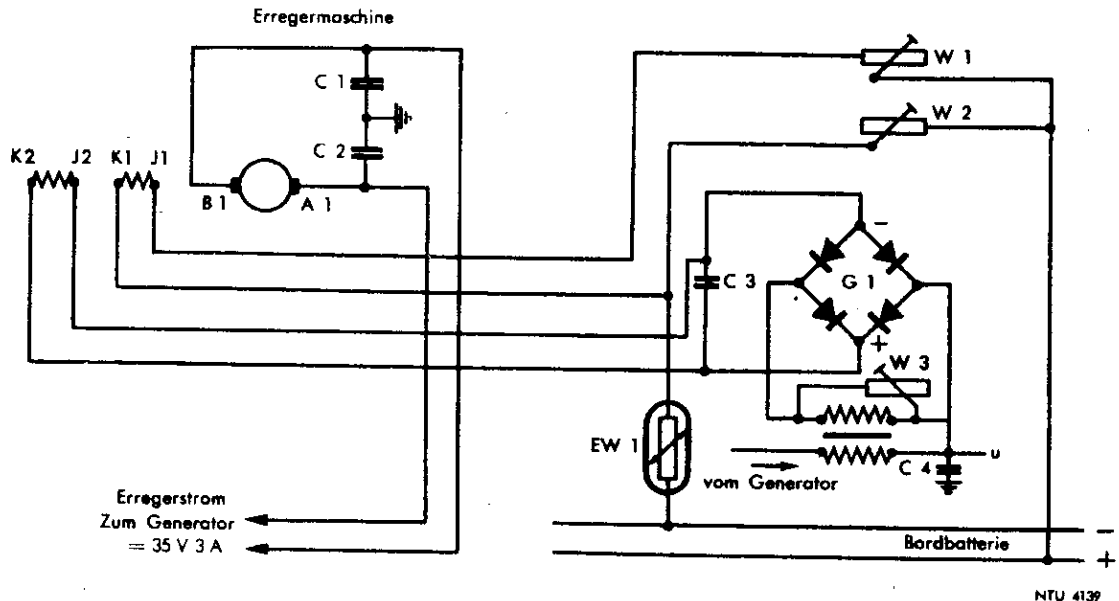 Erregermaschine
W 1
C 1
W 2
C 2
K2 J2 K1 J1
B 1 A 1
−
C 3
G 1
+
W 3
EW 1
u
C 4
vom Generator
Erregerstrom
Zum Generator
= 35 V 3 A
−
Bordbatterie
+
NTU 4139